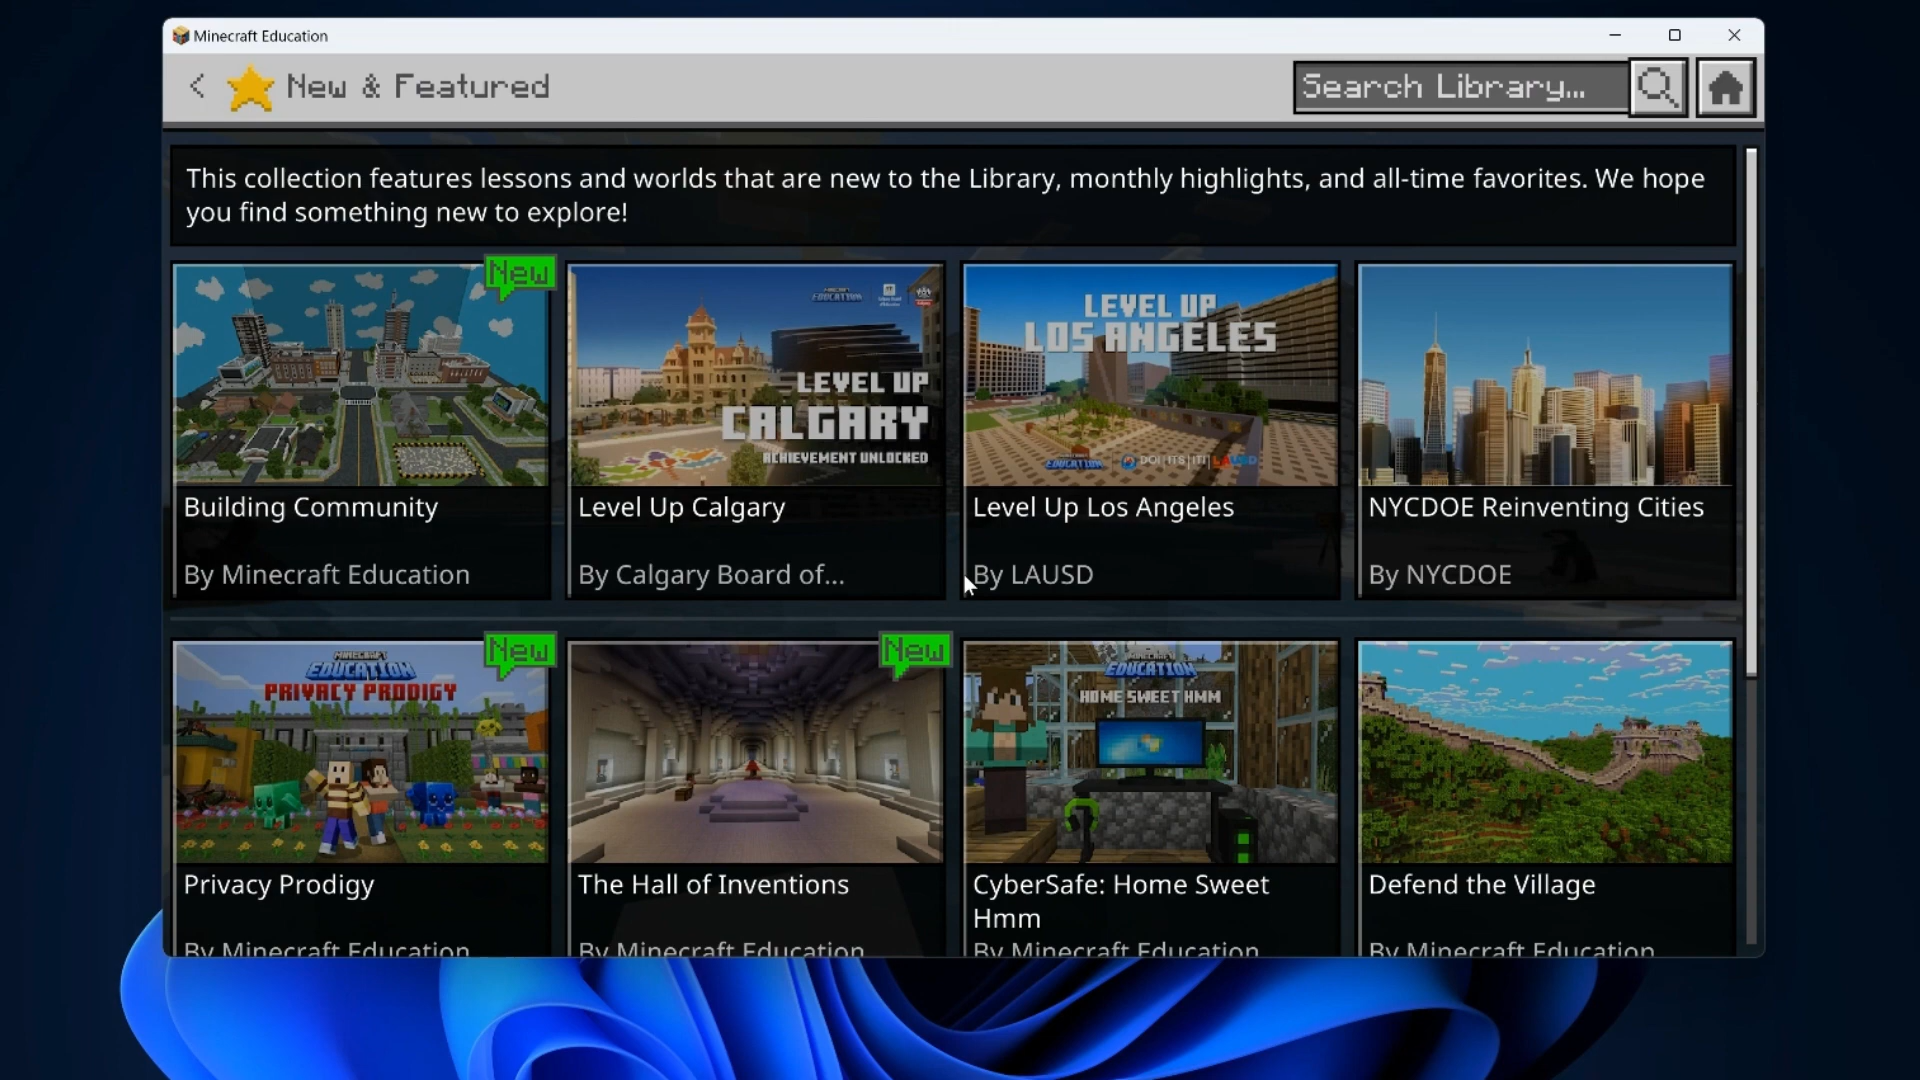 Minecraft Education
New & Featured
Search Library...
This collection features lessons and worlds that are new to the Library, monthly highlights, and all-time favorites. We hope
you find something new to explore!
New
MINECRAFT
EDUCATION
LEVEL UP
CALGARY
ACHIEVEMENT UNLOCKED
LEVEL UP
LOS ANGELES
EDUCATION
Building Community
Level Up Calgary
Level Up Los Angeles
NYCDOE Reinventing Cities
By Minecraft Education
By Calgary Board of...
By LAUSD
By NYCDOE
New
New
MINECRAFT
EDUCATION
PRIVACY PRODIGY
EDUCATION
HOME SWEET HMM
Privacy Prodigy
The Hall of Inventions
CyberSafe: Home Sweet
Hmm
Defend the Village
By Minecraft Education
By Minecraft Education
By Minecraft Education
By Minecraft Education